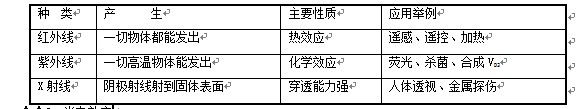 种 类 产 生 主要性质 应用举例
红外线 一切物体都能发出 热效应 遥感、遥控、加热
紫外线 一切高温物体能发出 化学效应 荧光、杀菌、合成 VD2
X 射线 阴极射线射到固体表面 穿透能力强 人体透视、金属探伤